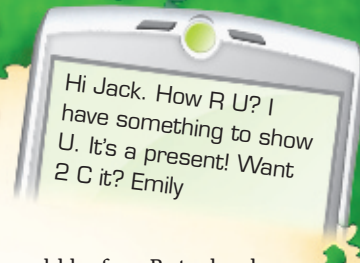 Hi Jack. How R U? I
have something to show
U. It's a present! Want
2 C it? Emily